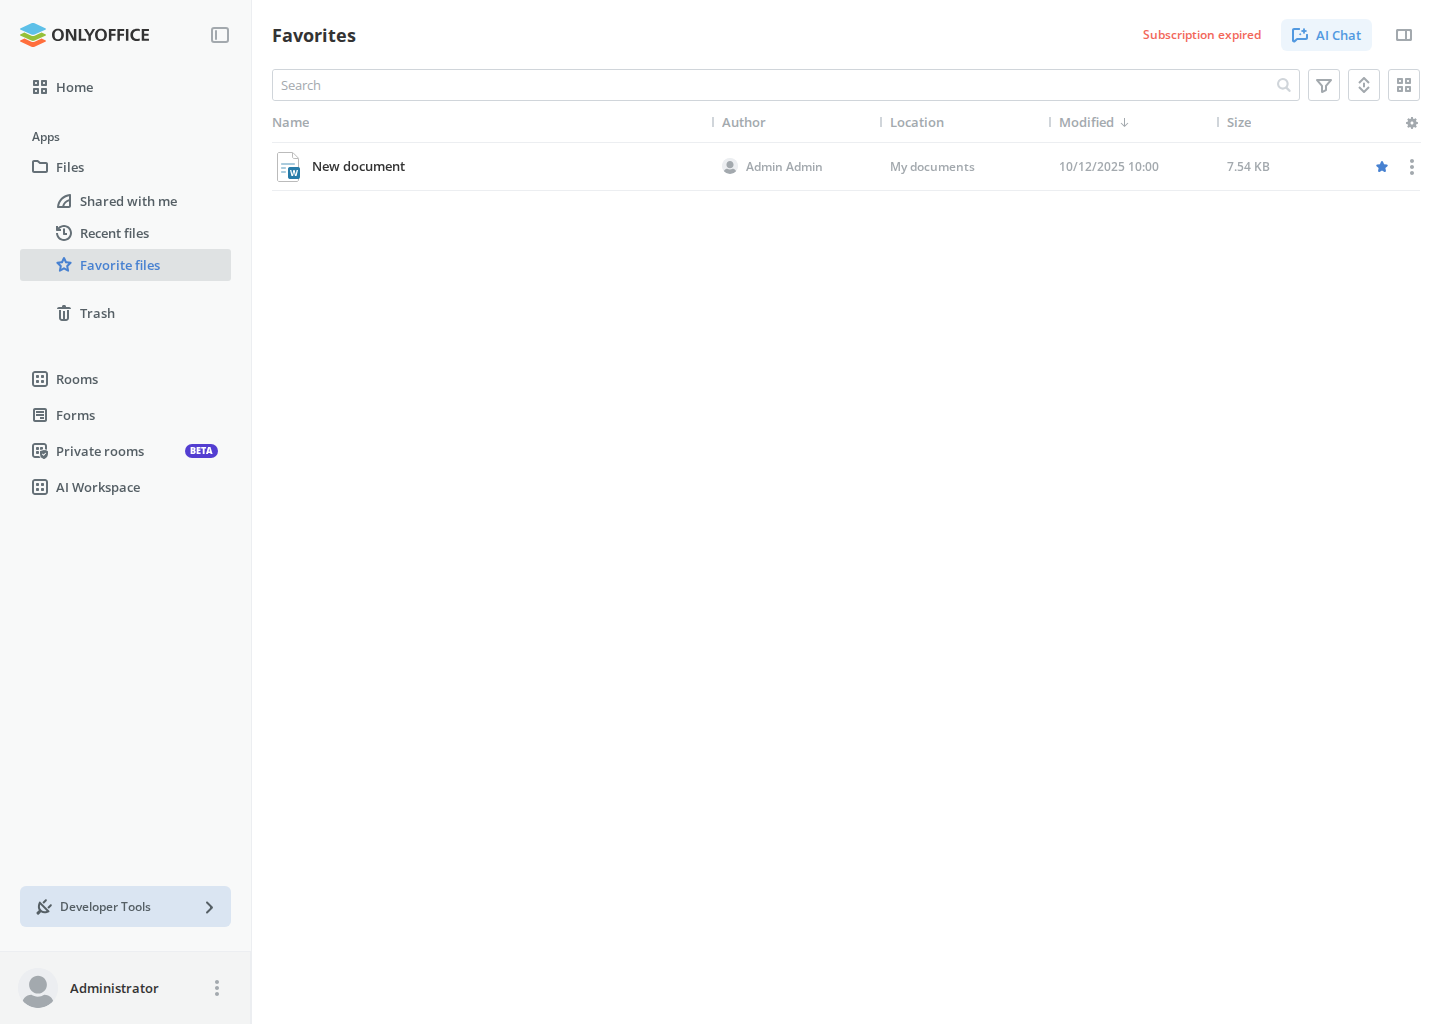 ONLYOFFICE
Home
Apps
Files
Shared with me
Recent files
Favorite files
Trash
Rooms
Forms
Private rooms BETA
AI Workspace
Developer Tools
Administrator
Favorites
Subscription expired
AI Chat
Search
Name Author Location Modified Size
New document Admin Admin My documents 10/12/2025 10:00 7.54 KB
W